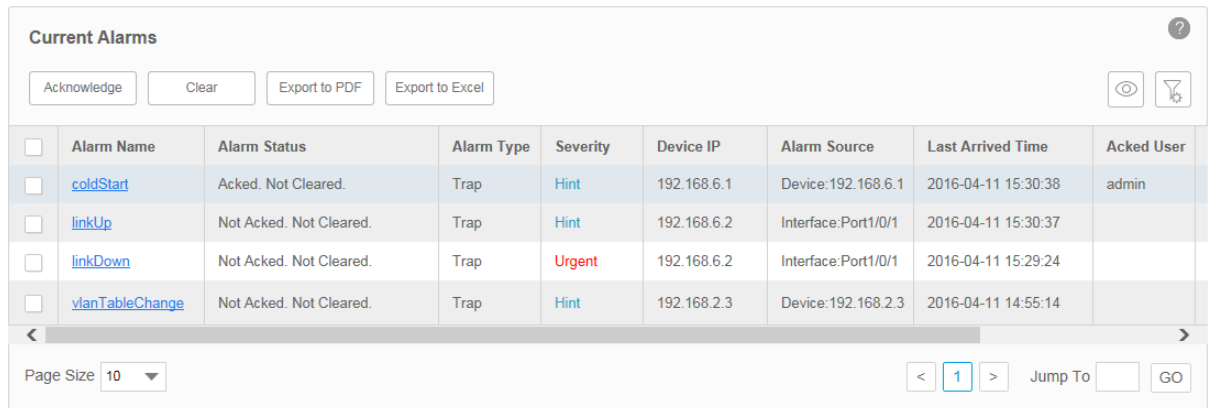 Current Alarms
?
Acknowledge Clear Export to PDF Export to Excel
Alarm Name Alarm Status Alarm Type Severity Device IP Alarm Source Last Arrived Time Acked User
coldStart Acked. Not Cleared. Trap Hint 192.168.6.1 Device:192.168.6.1 2016-04-11 15:30:38 admin
linkUp Not Acked. Not Cleared. Trap Hint 192.168.6.2 Interface:Port1/0/1 2016-04-11 15:30:37
linkDown Not Acked. Not Cleared. Trap Urgent 192.168.6.2 Interface:Port1/0/1 2016-04-11 15:29:24
vlanTableChange Not Acked. Not Cleared. Trap Hint 192.168.2.3 Device:192.168.2.3 2016-04-11 14:55:14
Page Size 10 < 1 > Jump To GO